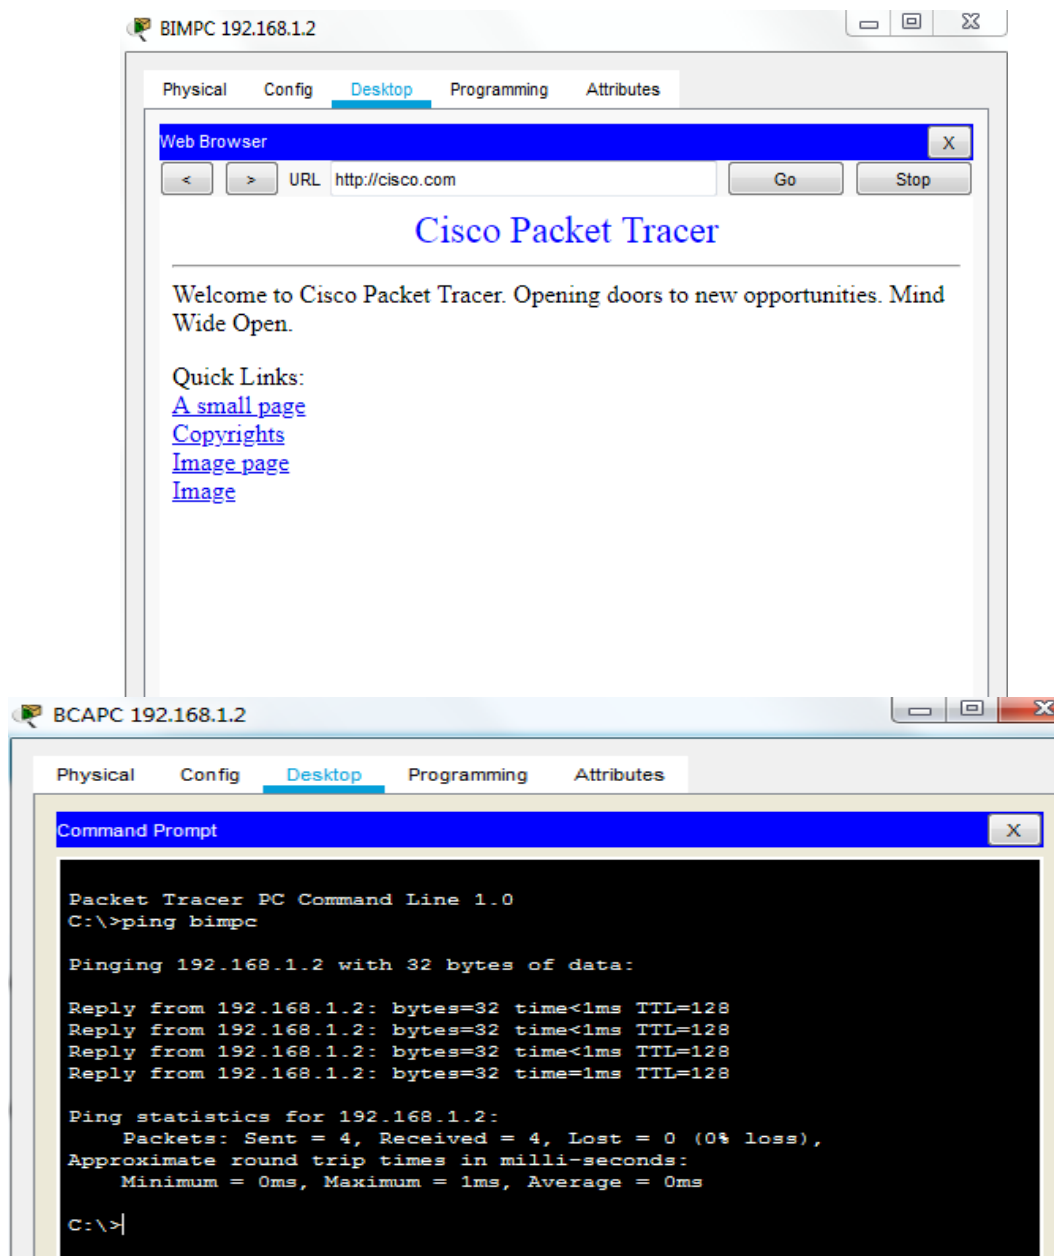 BIMPC 192.168.1.2
Physical Config Desktop Programming Attributes
Web Browser X
< > URL http://cisco.com Go Stop
Cisco Packet Tracer
Welcome to Cisco Packet Tracer. Opening doors to new opportunities. Mind
Wide Open.
Quick Links:
A small page
Copyrights
Image page
Image
BCAPC 192.168.1.2
Physical Config Desktop Programming Attributes
Command Prompt X
Packet Tracer PC Command Line 1.0
C:\>ping bimpc
Pinging 192.168.1.2 with 32 bytes of data:
Reply from 192.168.1.2: bytes=32 time<1ms TTL=128
Reply from 192.168.1.2: bytes=32 time<1ms TTL=128
Reply from 192.168.1.2: bytes=32 time<1ms TTL=128
Reply from 192.168.1.2: bytes=32 time=1ms TTL=128
Ping statistics for 192.168.1.2:
Packets: Sent = 4, Received = 4, Lost = 0 (0% loss),
Approximate round trip times in milli-seconds:
Minimum = 0ms, Maximum = 1ms, Average = 0ms
C:\>